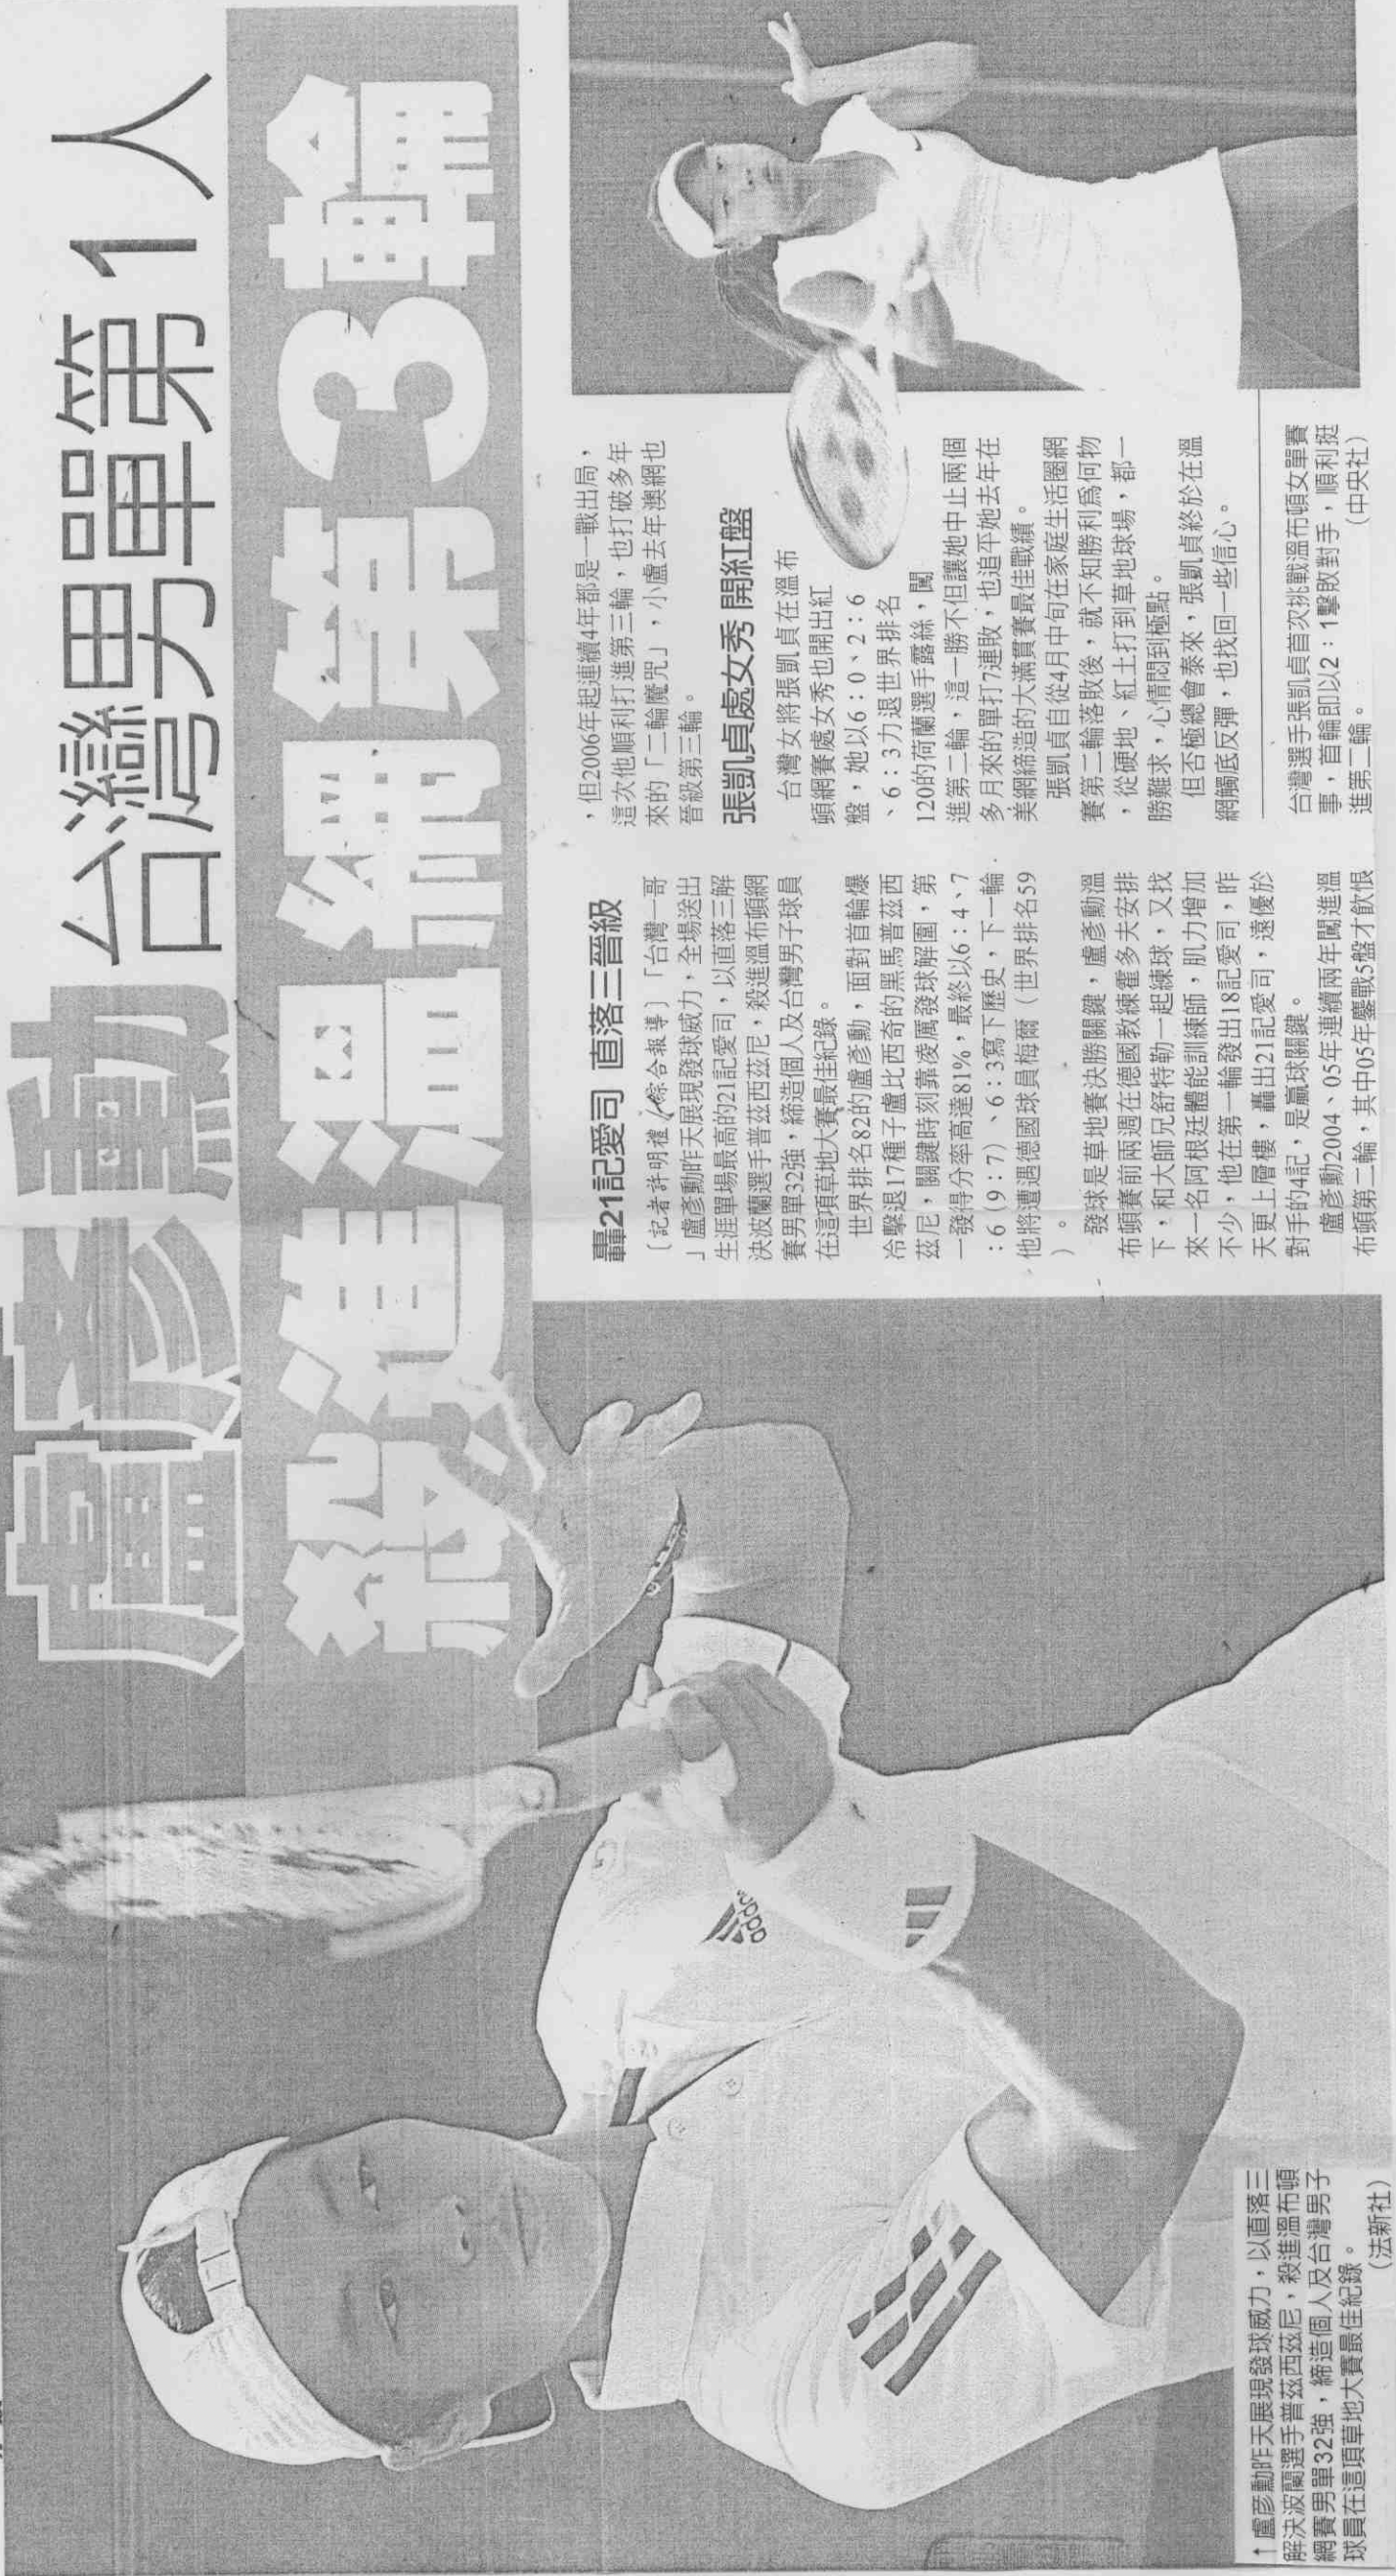 盧彥勳 台灣男單第1人
殺進溫網第3輪
轟21記愛司 直落三晉級
〔記者許明禮/綜合報導〕「台灣一哥
」盧彥勳昨天展現發球威力,全場送出
生涯單場最高的21記愛司,以直落三解
決波蘭選手普茲西茲尼,殺進溫布頓網
賽男單32強,締造個人及台灣男子球員
在這項草地大賽最佳紀錄。
世界排名82的盧彥勳,面對首輪爆
冷擊退17種子盧比西奇的黑馬普茲西
茲尼,關鍵時刻靠凌厲發球解圍,第
一發得分率高達81%,最終以6:4、7
:6(9:7)、6:3寫下歷史,下一輪
他將遭遇德國球員梅爾(世界排名59
)。
發球是草地賽決勝關鍵,盧彥勳溫
布頓賽前兩週在德國教練霍多夫安排
下,和大師兄舒特勒一起練球,又找
來一名阿根廷體能訓練師,肌力增加
不少,他在第一輪發出18記愛司,昨
天更上層樓,轟出21記愛司,遠優於
對手的4記,是贏球關鍵。
盧彥勳2004、05年連續兩年闖進溫
布頓第二輪,其中05年鏖戰5盤才飲恨
,但2006年起連續4年都是一戰出局,
這次他順利打進第三輪,也打破多年
來的「二輪魔咒」,小盧去年澳網也
晉級第三輪。
張凱貞處女秀 開紅盤
台灣女將張凱貞在溫布
頓網賽處女秀也開出紅
盤,她以6:0、2:6
、6:3力退世界排名
120的荷蘭選手露絲,闖
進第二輪,這一勝不但讓她中止兩個
多月來的單打7連敗,也追平她去年在
美網締造的大滿貫賽最佳戰績。
張凱貞自從4月中旬在家庭生活圈網
賽第二輪落敗後,就不知勝利為何物
,從硬地、紅土打到草地球場,都一
勝難求,心情悶到極點。
但否極總會泰來,張凱貞終於在溫
網觸底反彈,也找回一些信心。
台灣選手張凱貞首次挑戰溫布頓女單賽
事,首輪即以2:1擊敗對手,順利挺
進第二輪。 (中央社)
adidas
↑盧彥勳昨天展現發球威力,以直落三
解決波蘭選手普茲西茲尼,殺進溫布頓
網賽男單32強,締造個人及台灣男子
球員在這項草地大賽最佳紀錄。
(法新社)